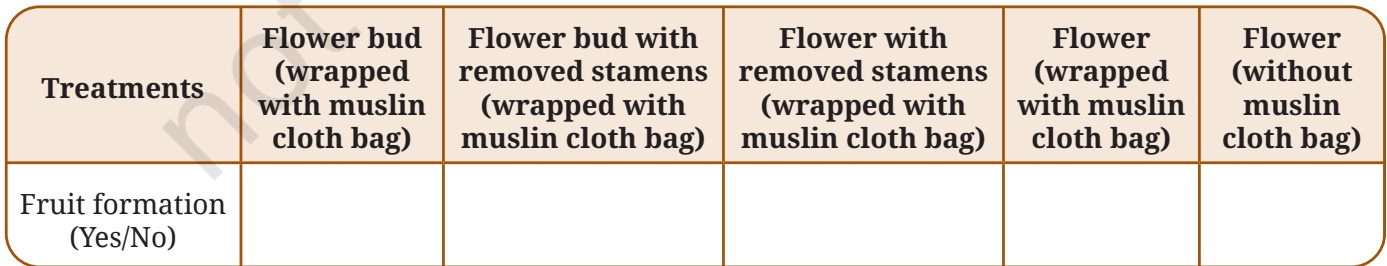 Treatments
Flower bud
(wrapped
with muslin
cloth bag)
Flower bud with
removed stamens
(wrapped with
muslin cloth bag)
Flower with
removed stamens
(wrapped with
muslin cloth bag)
Flower
(wrapped
with muslin
cloth bag)
Flower
(without
muslin
cloth bag)
Fruit formation
(Yes/No)
not